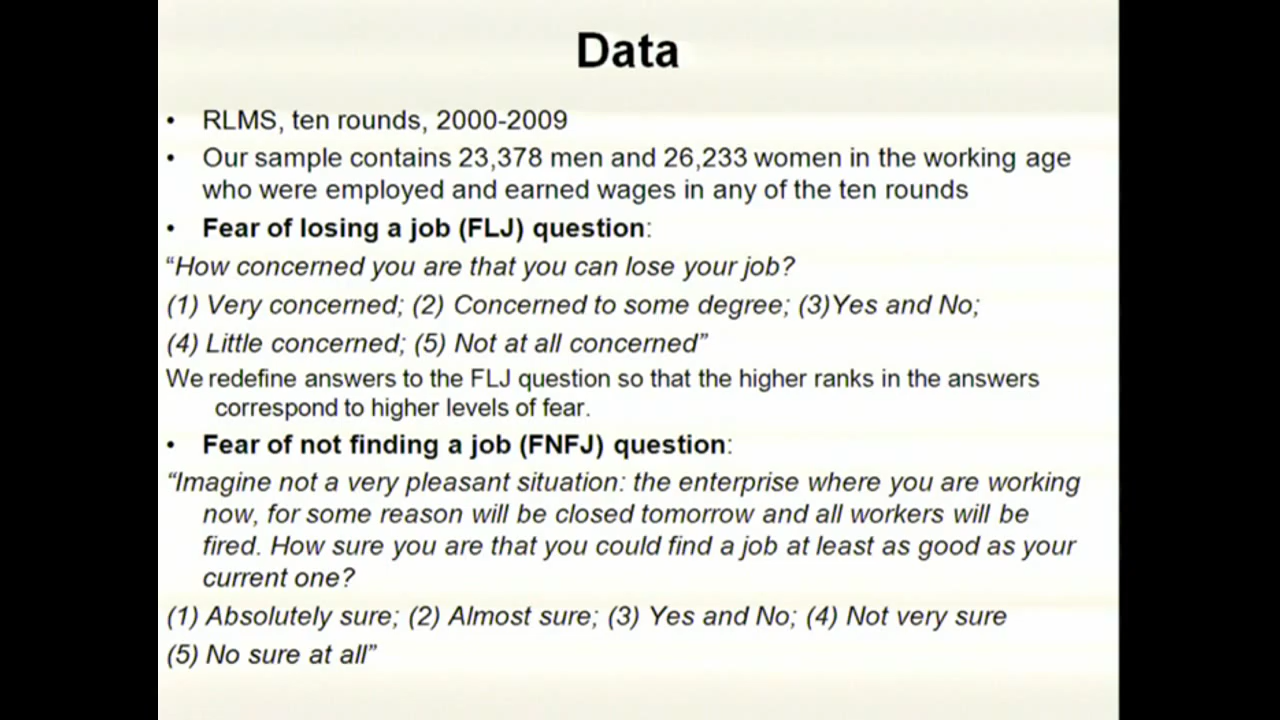 Data
• RLMS, ten rounds, 2000-2009
• Our sample contains 23,378 men and 26,233 women in the working age
who were employed and earned wages in any of the ten rounds
• Fear of losing a job (FLJ) question:
“How concerned you are that you can lose your job?
(1) Very concerned; (2) Concerned to some degree; (3)Yes and No;
(4) Little concerned; (5) Not at all concerned”
We redefine answers to the FLJ question so that the higher ranks in the answers
correspond to higher levels of fear.
• Fear of not finding a job (FNFJ) question:
“Imagine not a very pleasant situation: the enterprise where you are working
now, for some reason will be closed tomorrow and all workers will be
fired. How sure you are that you could find a job at least as good as your
current one?
(1) Absolutely sure; (2) Almost sure; (3) Yes and No; (4) Not very sure
(5) No sure at all”